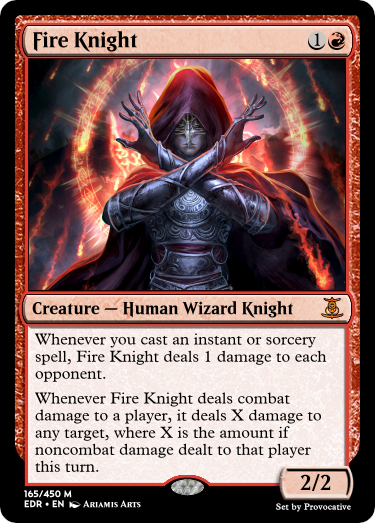 Fire Knight 1
Creature — Human Wizard Knight
Whenever you cast an instant or sorcery
spell, Fire Knight deals 1 damage to each
opponent.
Whenever Fire Knight deals combat
damage to a player, it deals X damage to
any target, where X is the amount if
noncombat damage dealt to that player
this turn.
2/2
165/450 M
EDR • EN Ariamis Arts
Set by Provocative